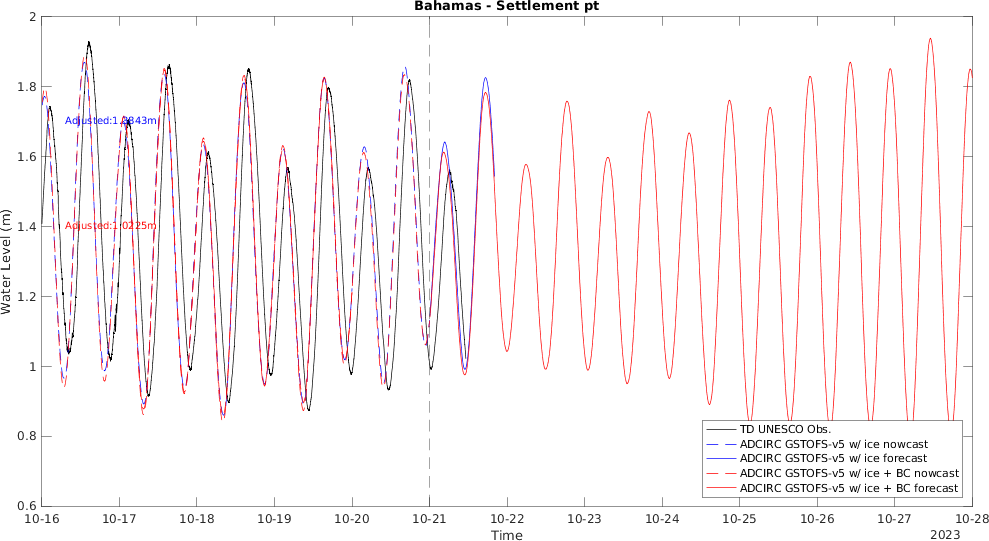 Bahamas - Settlement pt
Water Level (m)
2
1.8
1.6
1.4
1.2
1
0.8
0.6
Adjusted:1.0225m
10-16
10-17
10-18
10-19
10-20
10-21
10-22
10-23
10-24
10-25
10-26
10-27
10-28
Time
2023
TD UNESCO Obs.
ADCIRC GSTOFS-v5 w/ ice nowcast
ADCIRC GSTOFS-v5 w/ ice forecast
ADCIRC GSTOFS-v5 w/ ice + BC nowcast
ADCIRC GSTOFS-v5 w/ ice + BC forecast